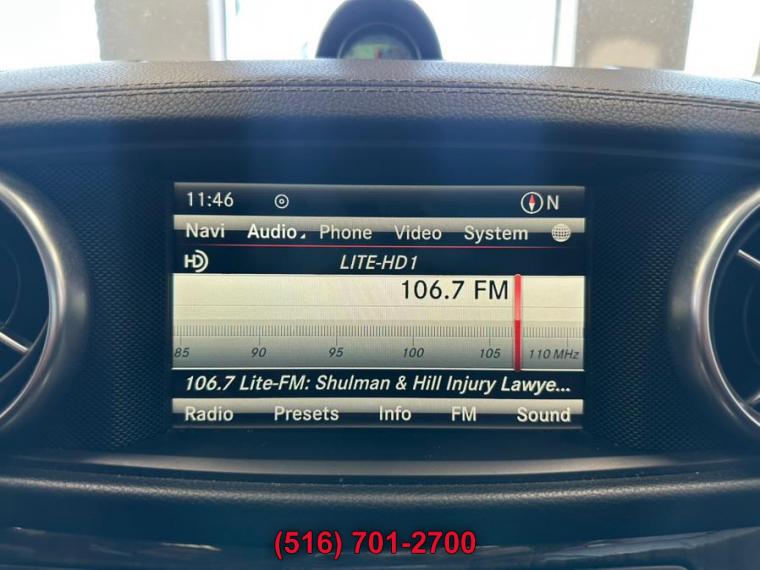 11:46 N
Navi Audio Phone Video System
HD LITE-HD1
106.7 FM
85 90 95 100 105 110 MHz
106.7 Lite-FM: Shulman & Hill Injury Lawye...
Radio Presets Info FM Sound
(516) 701-2700